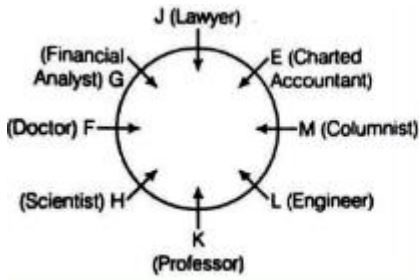 J (Lawyer)
(Financial
Analyst) G
E (Charted
Accountant)
(Doctor) F
M (Columnist)
(Scientist) H
L (Engineer)
K
(Professor)